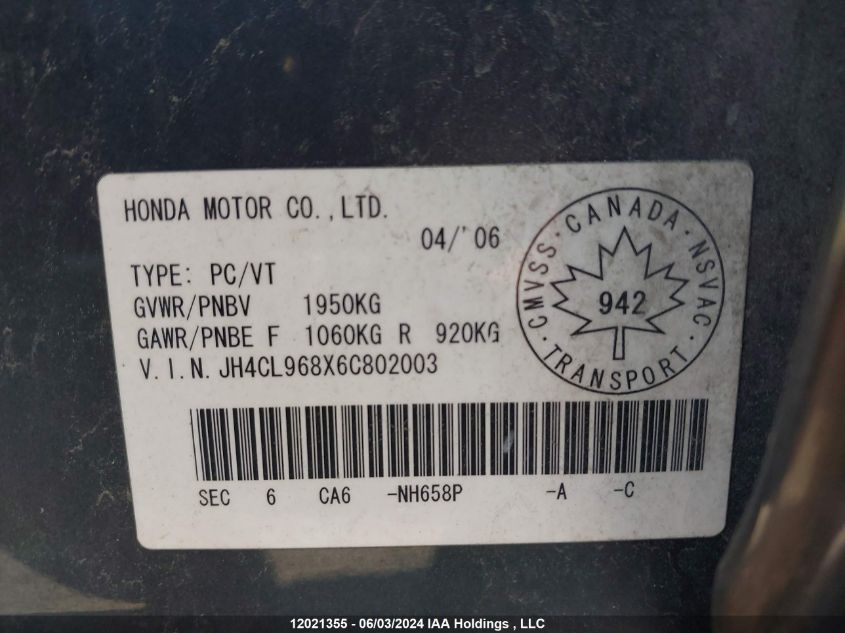 HONDA MOTOR CO.,LTD.
04/'06
TYPE: PC/VT
GVWR/PNBV 1950KG
GAWR/PNBE F 1060KG R 920KG
V.I.N. JH4CL968X6C802003
CMVSS · CANADA · NSVAC · TRANSPORT ·
942
SEC 6 CA6 -NH658P -A -C
12021355 - 06/03/2024 IAA Holdings , LLC